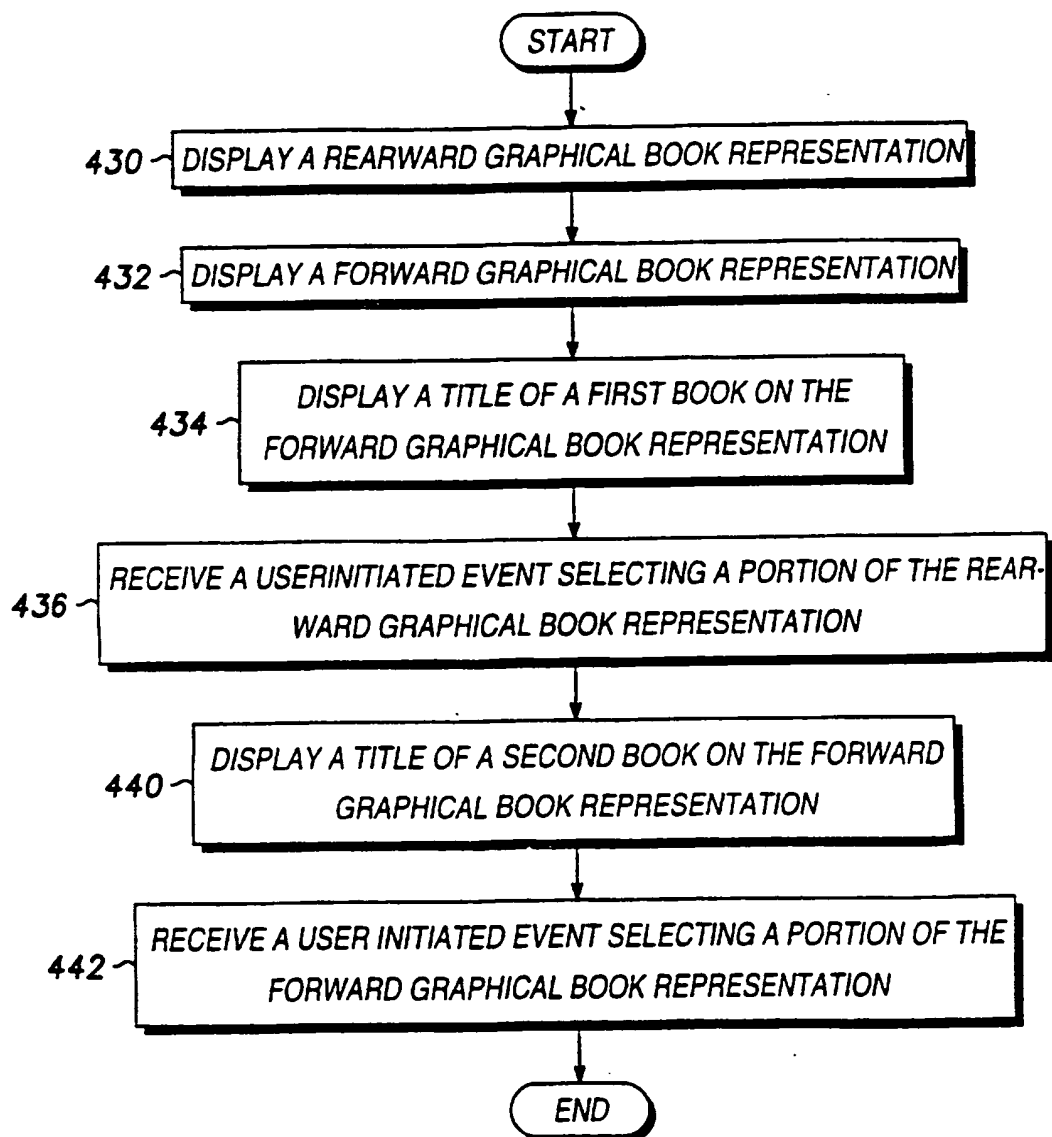 START
430 DISPLAY A REARWARD GRAPHICAL BOOK REPRESENTATION
432 DISPLAY A FORWARD GRAPHICAL BOOK REPRESENTATION
DISPLAY A TITLE OF A FIRST BOOK ON THE
434 FORWARD GRAPHICAL BOOK REPRESENTATION
RECEIVE A USERINITIATED EVENT SELECTING A PORTION OF THE REAR-
436 WARD GRAPHICAL BOOK REPRESENTATION
DISPLAY A TITLE OF A SECOND BOOK ON THE FORWARD
440 GRAPHICAL BOOK REPRESENTATION
RECEIVE A USER INITIATED EVENT SELECTING A PORTION OF THE
442 FORWARD GRAPHICAL BOOK REPRESENTATION
END